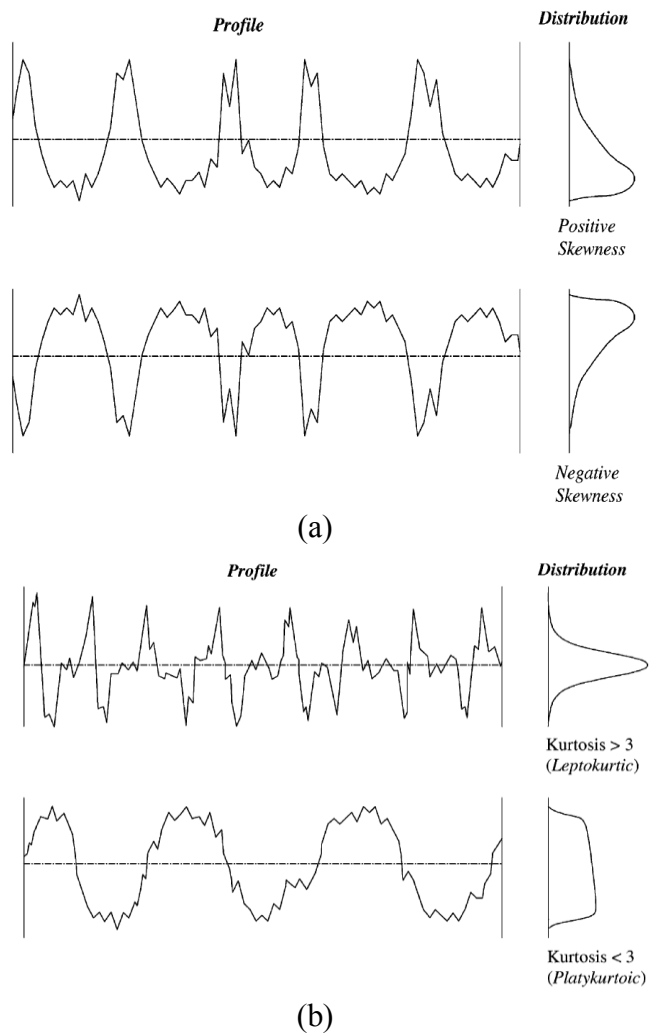 Profile
Distribution
Positive
Skewness
Negative
Skewness
(a)
Profile
Distribution
Kurtosis > 3
(Leptokurtic)
Kurtosis < 3
(Platykurtoic)
(b)